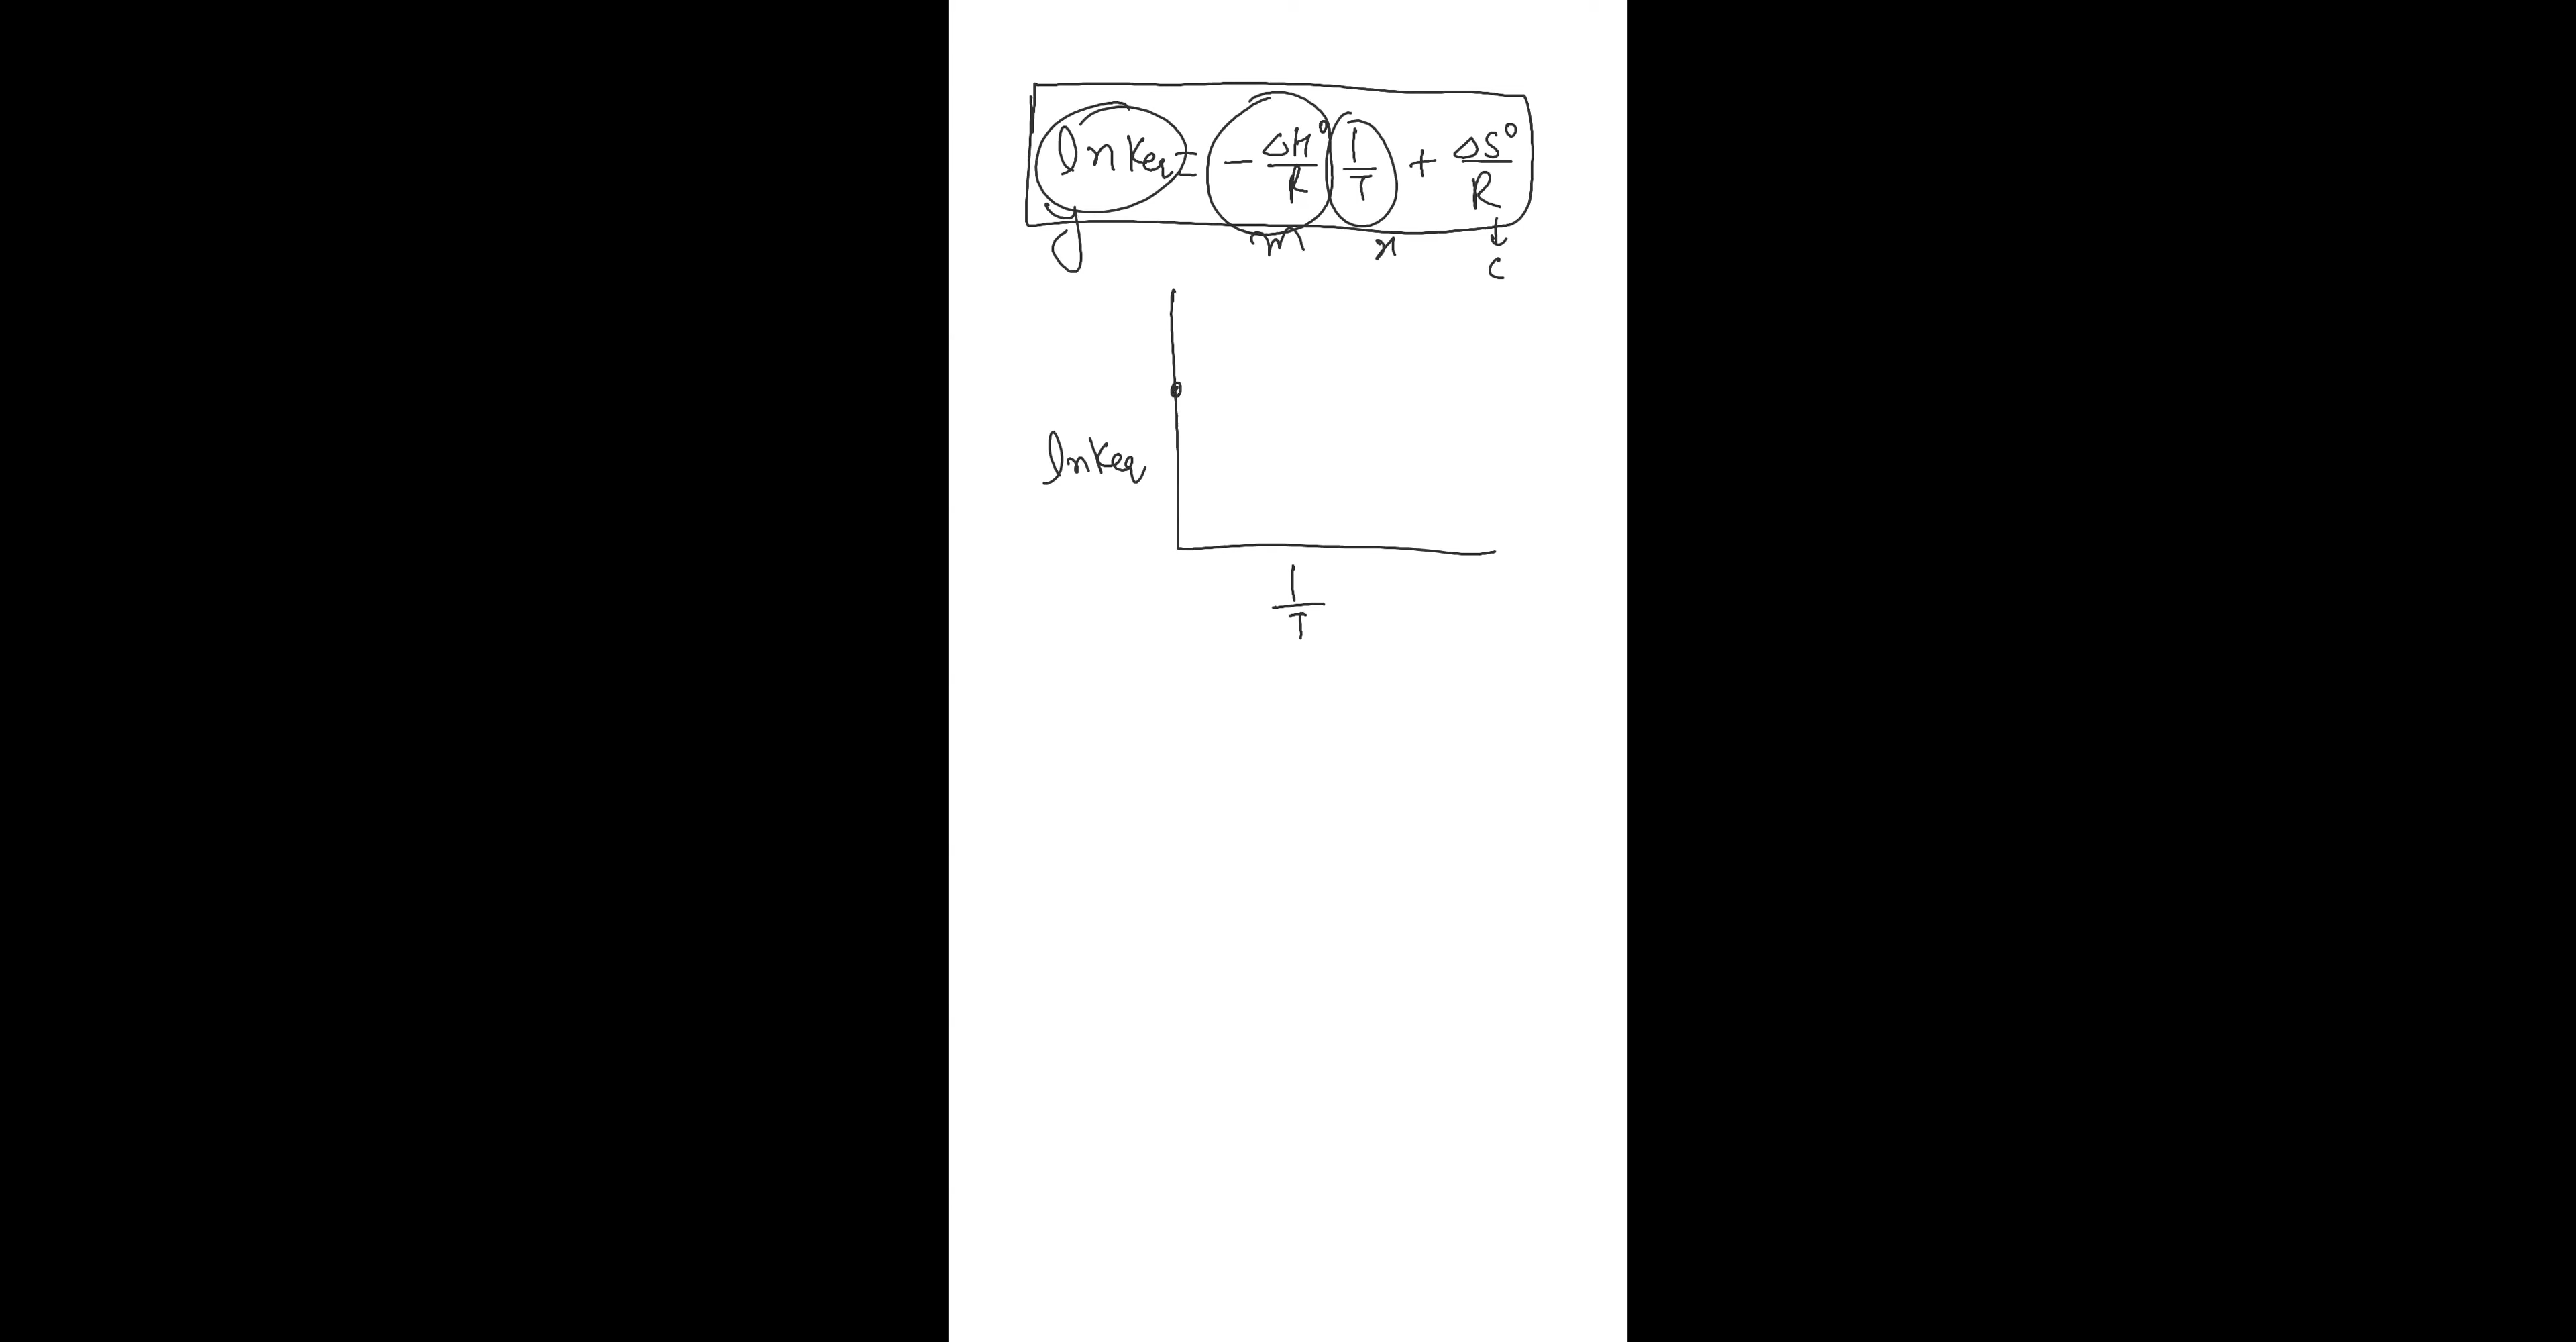 ln Keq = - ΔH°/R 1/T + ΔS°/R
y m x ↓
c
ln Keq
1/T